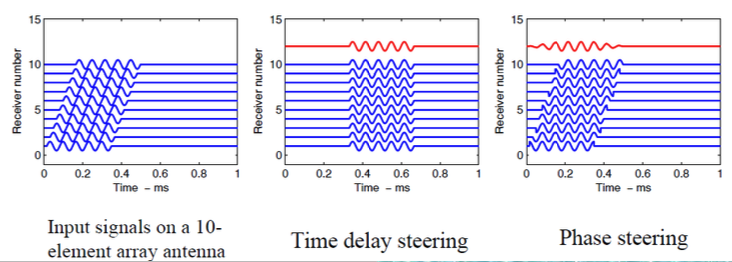 15
10
5
0
Receiver number
0 0.2 0.4 0.6 0.8 1
Time - ms
15
10
5
0
Receiver number
0 0.2 0.4 0.6 0.8 1
Time - ms
15
10
5
0
Receiver number
0 0.2 0.4 0.6 0.8 1
Time - ms
Input signals on a 10-
element array antenna
Time delay steering
Phase steering